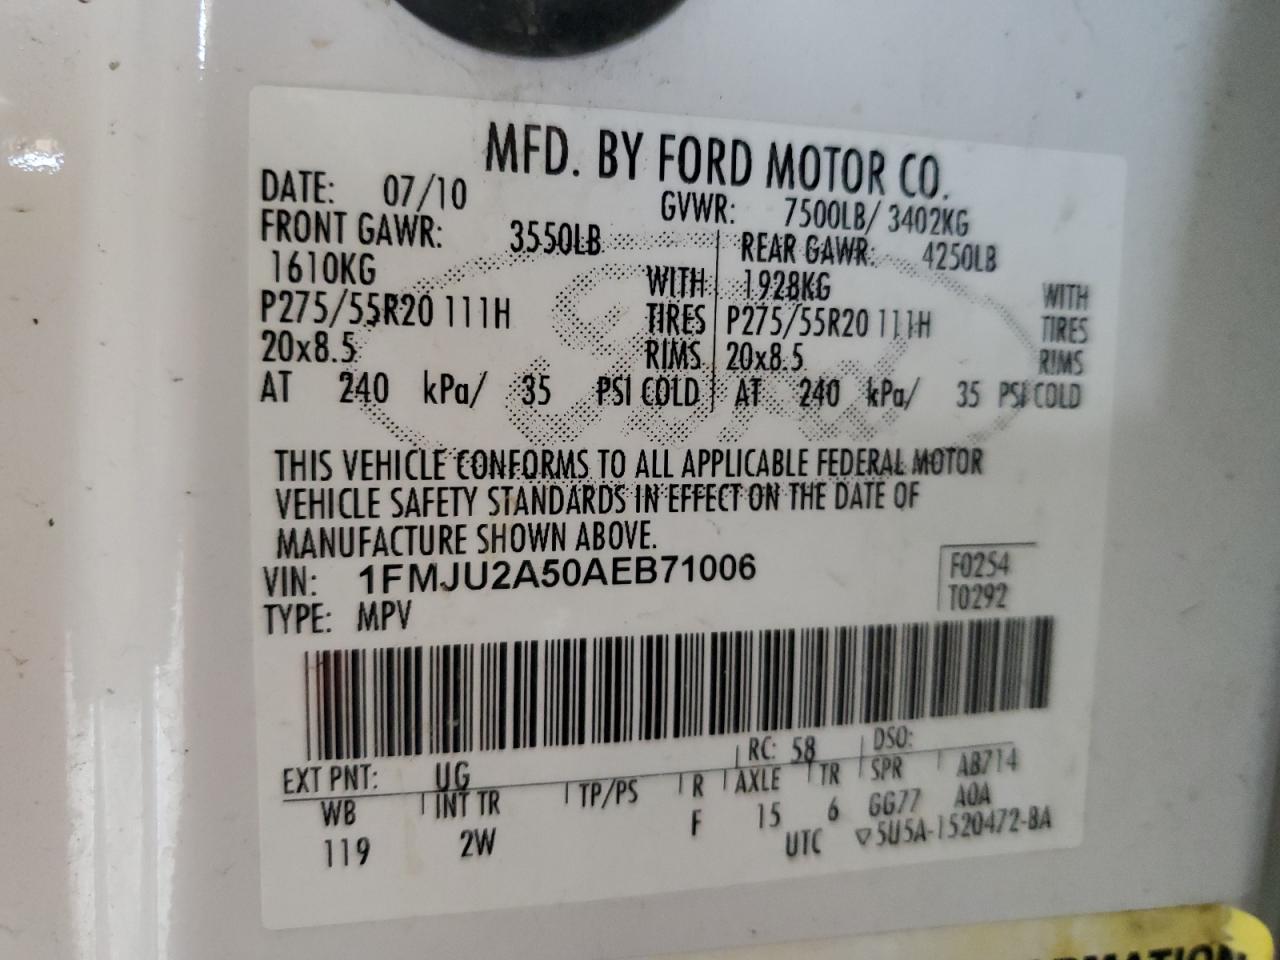 MFD. BY FORD MOTOR CO.
DATE: 07/10 GVWR: 7500LB/ 3402KG
FRONT GAWR: 3550LB REAR GAWR: 4250LB
1610KG WITH 1928KG WITH
P275/55R20 111H TIRES P275/55R20 111H TIRES
20x8.5 RIMS 20x8.5 RIMS
AT 240 kPa/ 35 PSI COLD AT 240 kPa/ 35 PSI COLD
THIS VEHICLE CONFORMS TO ALL APPLICABLE FEDERAL MOTOR
VEHICLE SAFETY STANDARDS IN EFFECT ON THE DATE OF
MANUFACTURE SHOWN ABOVE.
VIN: 1FMJU2A50AEB71006 F0254
TYPE: MPV T0292
EXT PNT: UG RC: 58 DSO:
WB INT TR TP/PS R AXLE TR SPR AB714
119 2W F 15 6 GG77 A0A
UTC ▽5U5A-1520472-BA